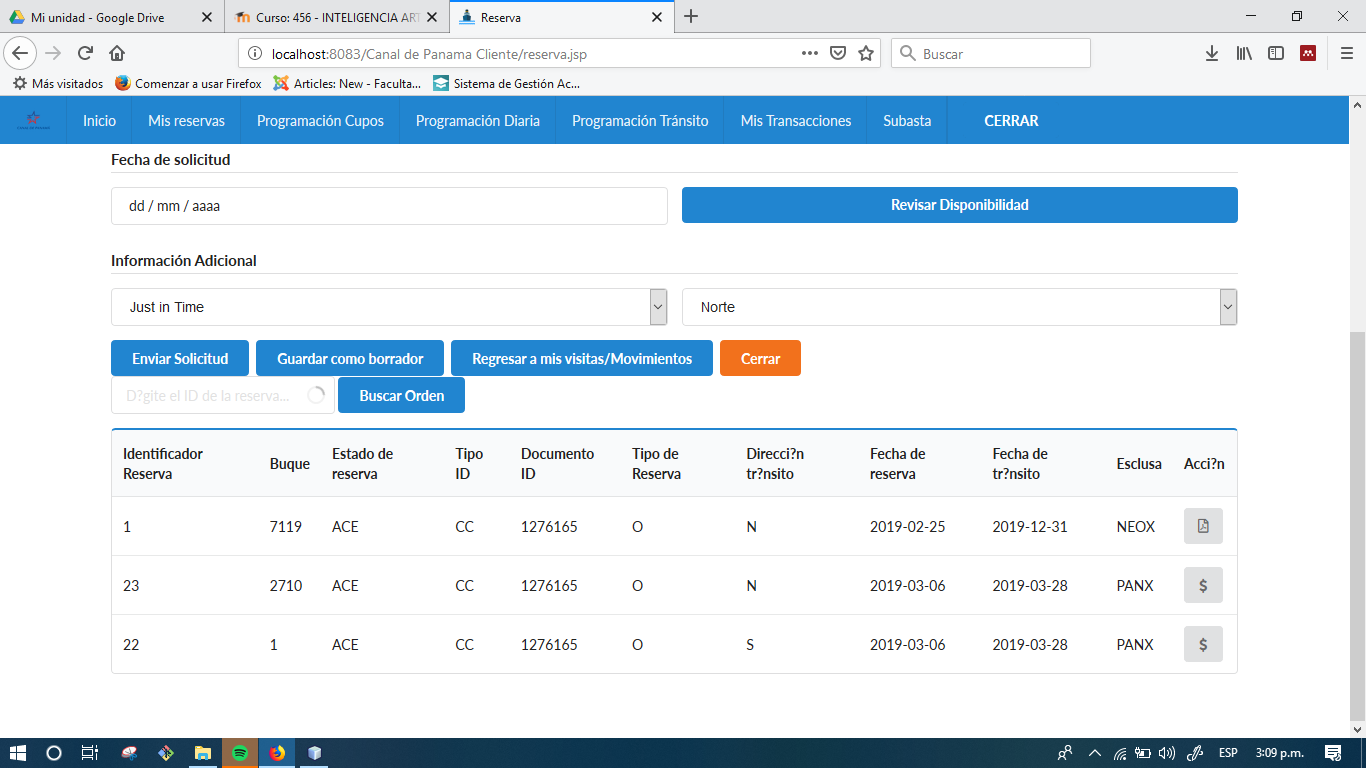 Mi unidad - Google Drive
Curso: 456 - INTELIGENCIA ART
Reserva
localhost:8083/Canal de Panama Cliente/reserva.jsp
Buscar
Más visitados
Comenzar a usar Firefox
Articles: New - Faculta...
Sistema de Gestión Ac...
Inicio
Mis reservas
Programación Cupos
Programación Diaria
Programación Tránsito
Mis Transacciones
Subasta
CERRAR
Fecha de solicitud
dd / mm / aaaa
Revisar Disponibilidad
Información Adicional
Just in Time
Norte
Enviar Solicitud
Guardar como borrador
Regresar a mis visitas/Movimientos
Cerrar
D?gite el ID de la reserva...
Buscar Orden
Identificador Reserva
Buque
Estado de reserva
Tipo ID
Documento ID
Tipo de Reserva
Direcci?n tr?nsito
Fecha de reserva
Fecha de tr?nsito
Esclusa
Acci?n
1 7119 ACE CC 1276165 O N 2019-02-25 2019-12-31 NEOX
23 2710 ACE CC 1276165 O N 2019-03-06 2019-03-28 PANX $
22 1 ACE CC 1276165 O S 2019-03-06 2019-03-28 PANX $
ESP
3:09 p.m.